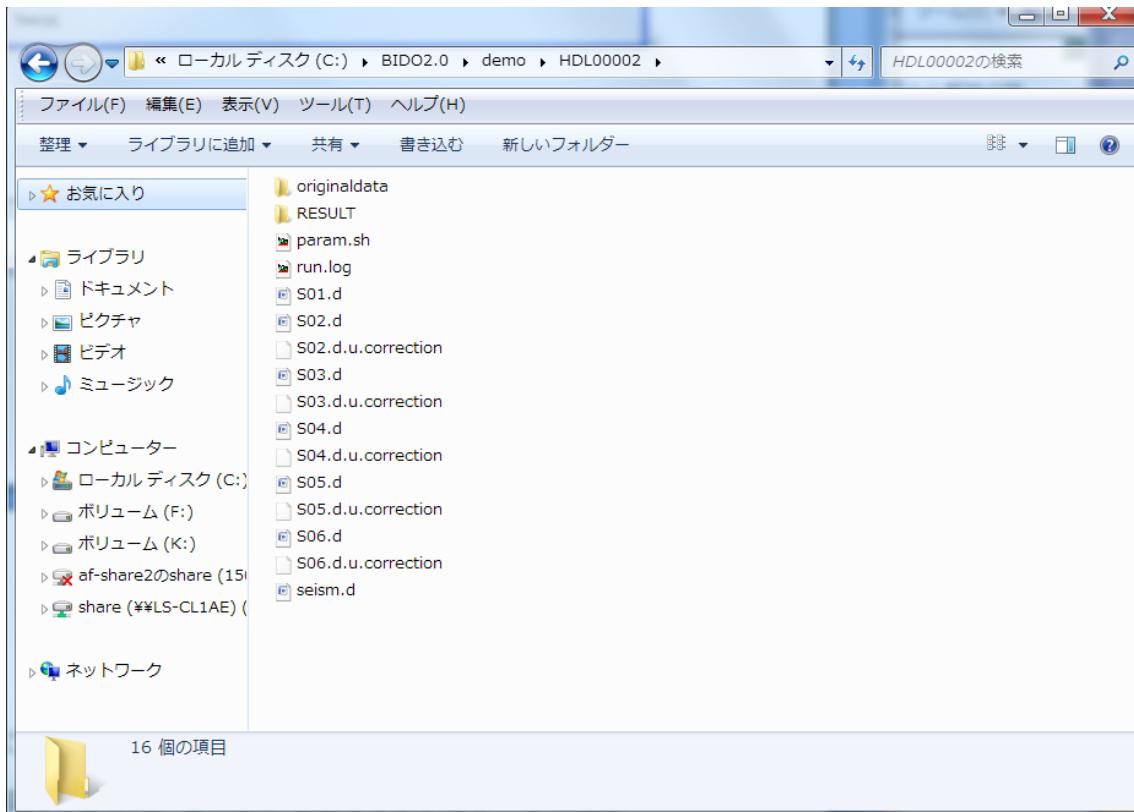 « ローカル ディスク (C:) ▸ BIDO2.0 ▸ demo ▸ HDL00002 ▸
HDL00002の検索
ファイル(F) 編集(E) 表示(V) ツール(T) ヘルプ(H)
整理 ライブラリに追加 共有 書き込む 新しいフォルダー
お気に入り
ライブラリ
ドキュメント
ピクチャ
ビデオ
ミュージック
コンピューター
ローカル ディスク (C:)
ボリューム (F:)
ボリューム (K:)
af-share2のshare (15
share (¥¥LS-CL1AE) (
ネットワーク
originaldata
RESULT
param.sh
run.log
S01.d
S02.d
S02.d.u.correction
S03.d
S03.d.u.correction
S04.d
S04.d.u.correction
S05.d
S05.d.u.correction
S06.d
S06.d.u.correction
seism.d
16 個の項目